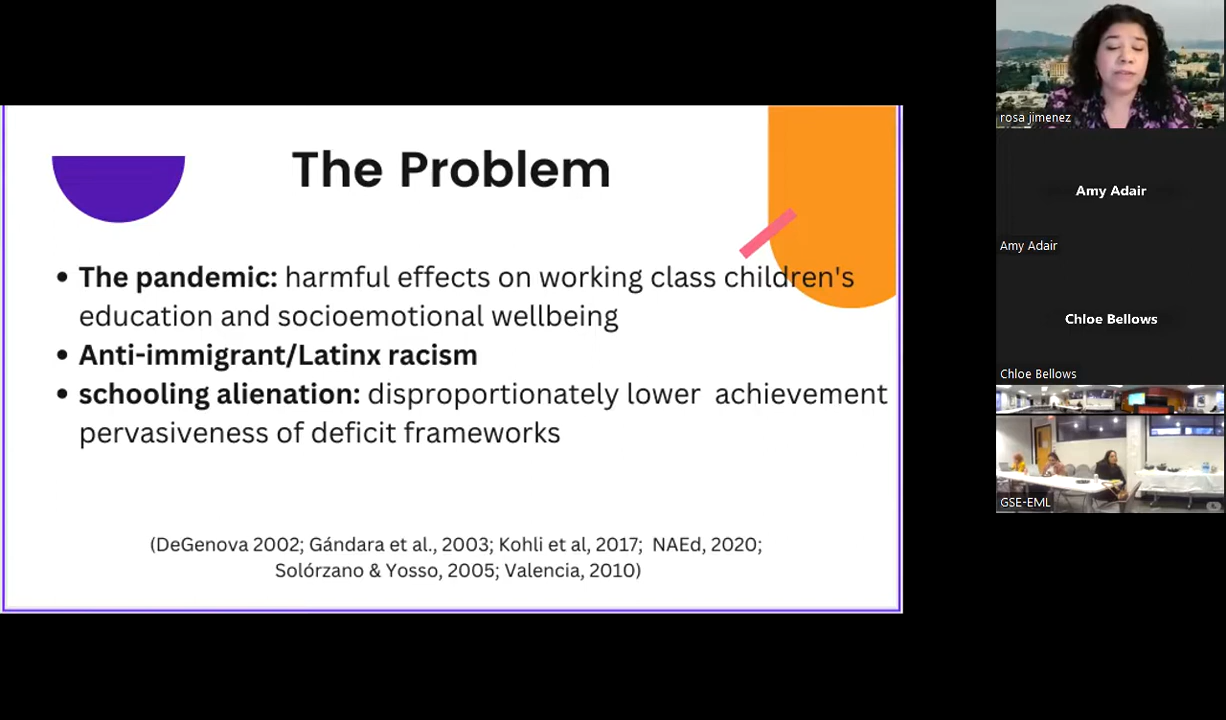 The Problem
• The pandemic: harmful effects on working class children's
education and socioemotional wellbeing
• Anti-immigrant/Latinx racism
• schooling alienation: disproportionately lower  achievement
pervasiveness of deficit frameworks
(DeGenova 2002; Gándara et al., 2003; Kohli et al, 2017;  NAEd, 2020;
Solórzano & Yosso, 2005; Valencia, 2010)
rosa jimenez
Amy Adair
Amy Adair
Chloe Bellows
Chloe Bellows
GSE-EML